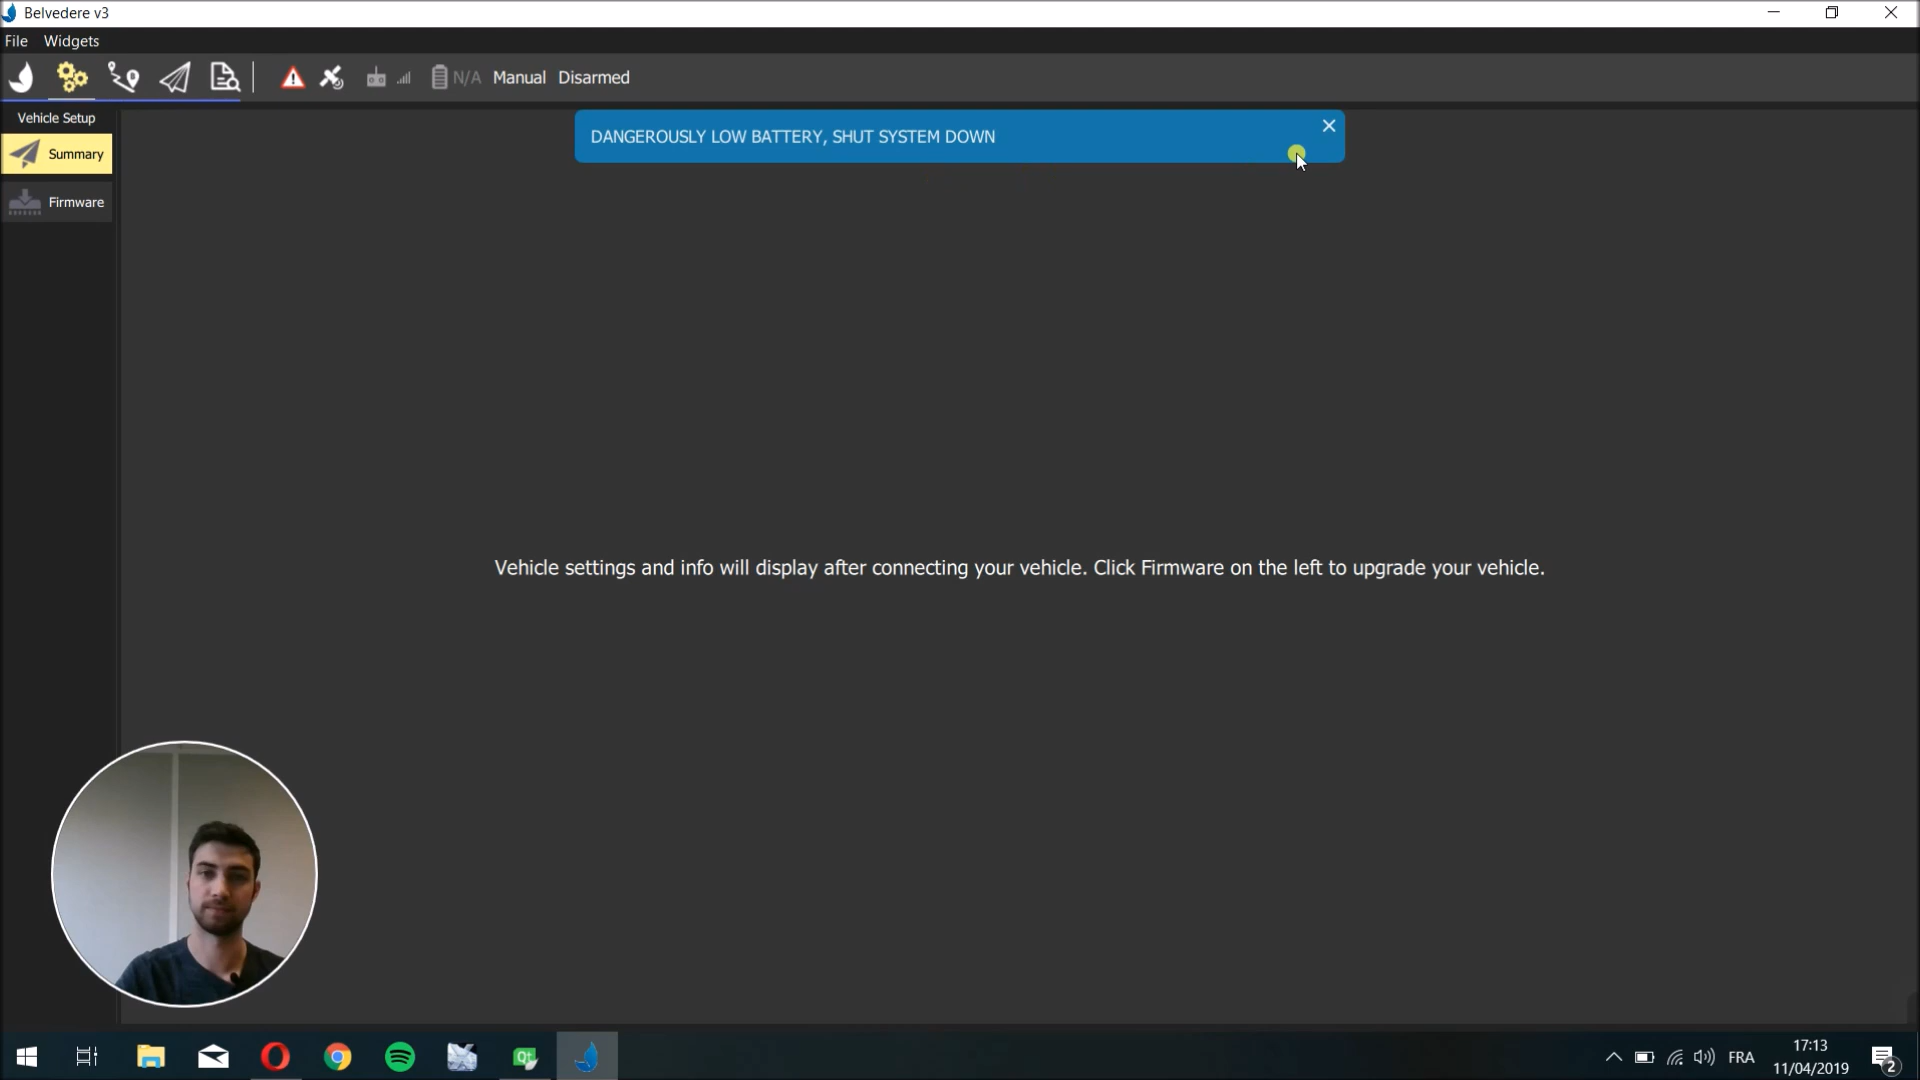 Belvedere v3
File Widgets
N/A Manual Disarmed
Vehicle Setup
Summary
Firmware
DANGEROUSLY LOW BATTERY, SHUT SYSTEM DOWN
Vehicle settings and info will display after connecting your vehicle. Click Firmware on the left to upgrade your vehicle.
Qt
FRA
17:13
11/04/2019
2